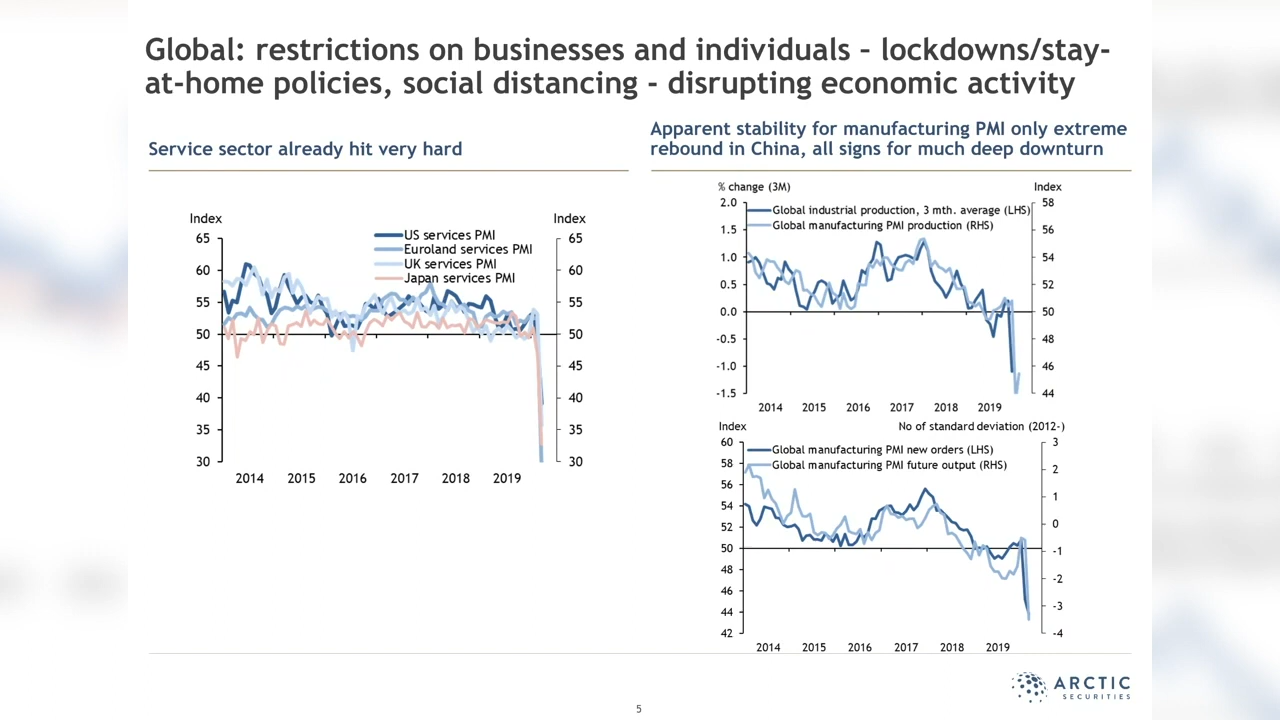 Global: restrictions on businesses and individuals – lockdowns/stay-
at-home policies, social distancing - disrupting economic activity
Service sector already hit very hard
Index
Index
US services PMI
Euroland services PMI
UK services PMI
Japan services PMI
65
60
55
50
45
40
35
30
65
60
55
50
45
40
35
30
2014 2015 2016 2017 2018 2019
Apparent stability for manufacturing PMI only extreme
rebound in China, all signs for much deep downturn
% change (3M)
Index
Global industrial production, 3 mth. average (LHS)
Global manufacturing PMI production (RHS)
2.0
1.5
1.0
0.5
0.0
-0.5
-1.0
-1.5
58
56
54
52
50
48
46
44
2014 2015 2016 2017 2018 2019
Index
No of standard deviation (2012-)
Global manufacturing PMI new orders (LHS)
Global manufacturing PMI future output (RHS)
60
58
56
54
52
50
48
46
44
42
3
2
1
0
-1
-2
-3
-4
2014 2015 2016 2017 2018 2019
ARCTIC
SECURITIES
5